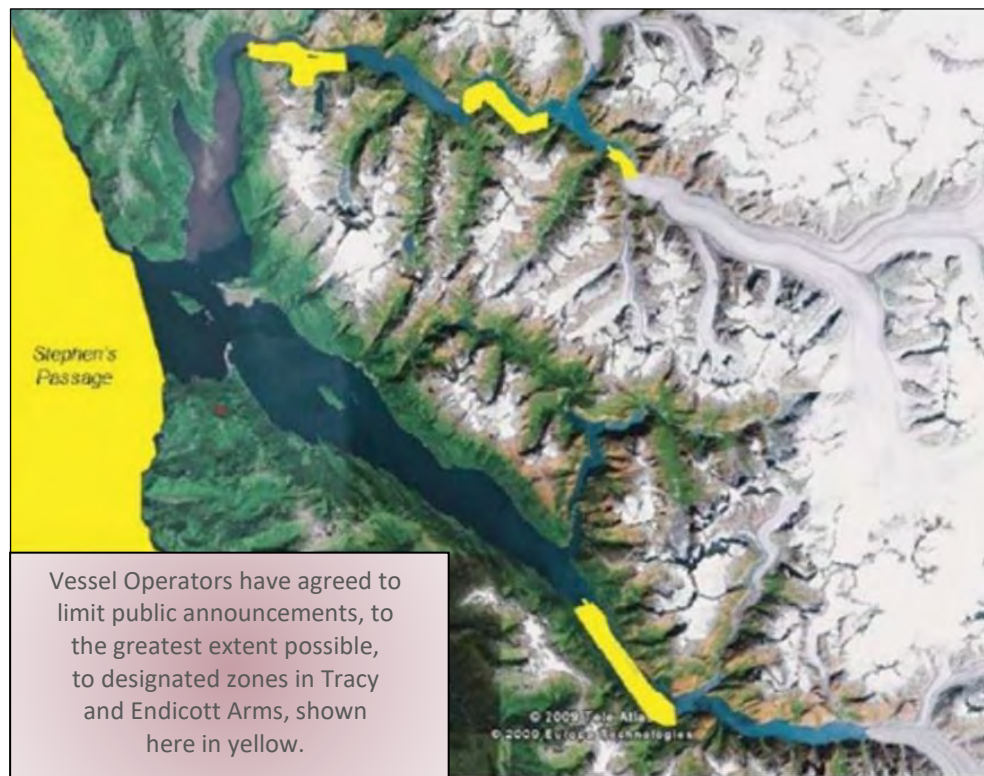 Stephen's
Passage
Vessel Operators have agreed to
limit public announcements, to
the greatest extent possible,
to designated zones in Tracy
and Endicott Arms, shown
here in yellow.
© 2009 Tele Atlas
© 2009 Europa Technologies